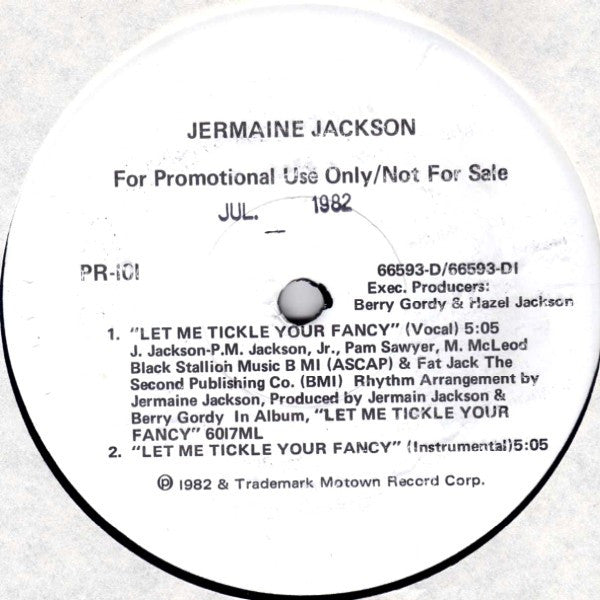 JERMAINE JACKSON
For Promotional Use Only/Not For Sale
JUL. _ 1982
PR-101
66593-D/66593-D1
Exec. Producers:
Berry Gordy & Hazel Jackson
1. "LET ME TICKLE YOUR FANCY" (Vocal) 5:05
J. Jackson-P.M. Jackson, Jr., Pam Sawyer, M. McLeod
Black Stallion Music B MI (ASCAP) & Fat Jack The
Second Publishing Co. (BMI) Rhythm Arrangement by
Jermaine Jackson, Produced by Jermain Jackson &
Berry Gordy In Album, "LET ME TICKLE YOUR
FANCY" 6017ML
2. "LET ME TICKLE YOUR FANCY" (Instrumental)5:05
℗ 1982 & Trademark Motown Record Corp.